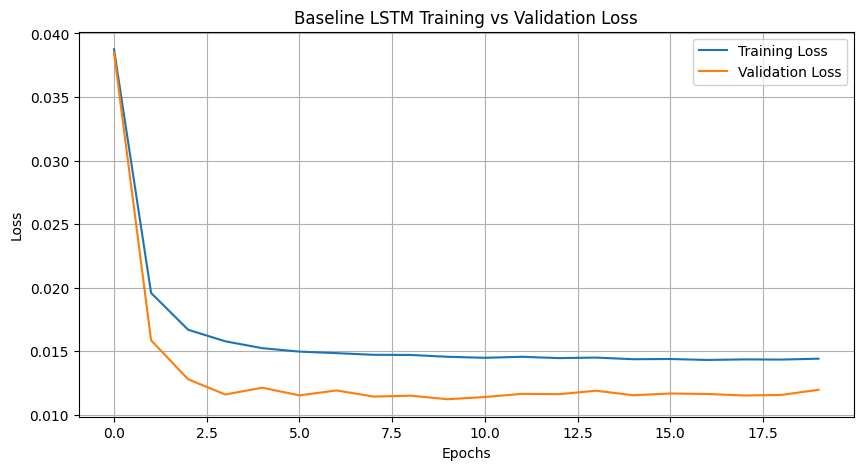 Baseline LSTM Training vs Validation Loss
Training Loss
Validation Loss
0.040
0.035
0.030
0.025
0.020
0.015
0.010
Loss
0.0 2.5 5.0 7.5 10.0 12.5 15.0 17.5
Epochs